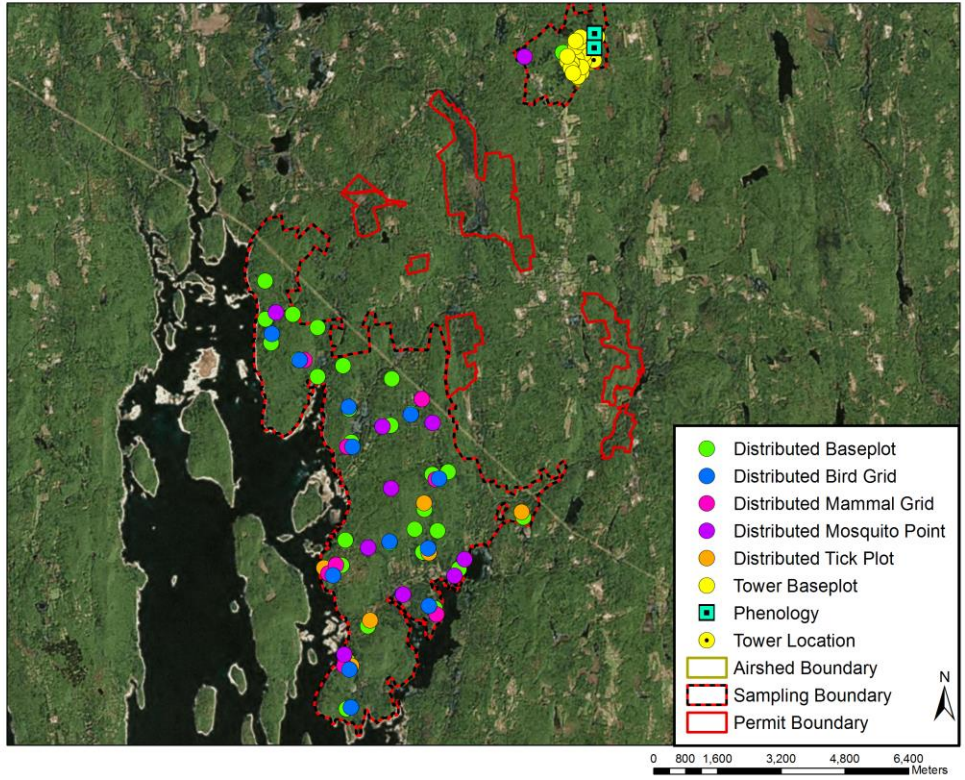 Distributed Baseplot
Distributed Bird Grid
Distributed Mammal Grid
Distributed Mosquito Point
Distributed Tick Plot
Tower Baseplot
Phenology
Tower Location
Airshed Boundary
Sampling Boundary
Permit Boundary
N
0 800 1,600 3,200 4,800 6,400
Meters